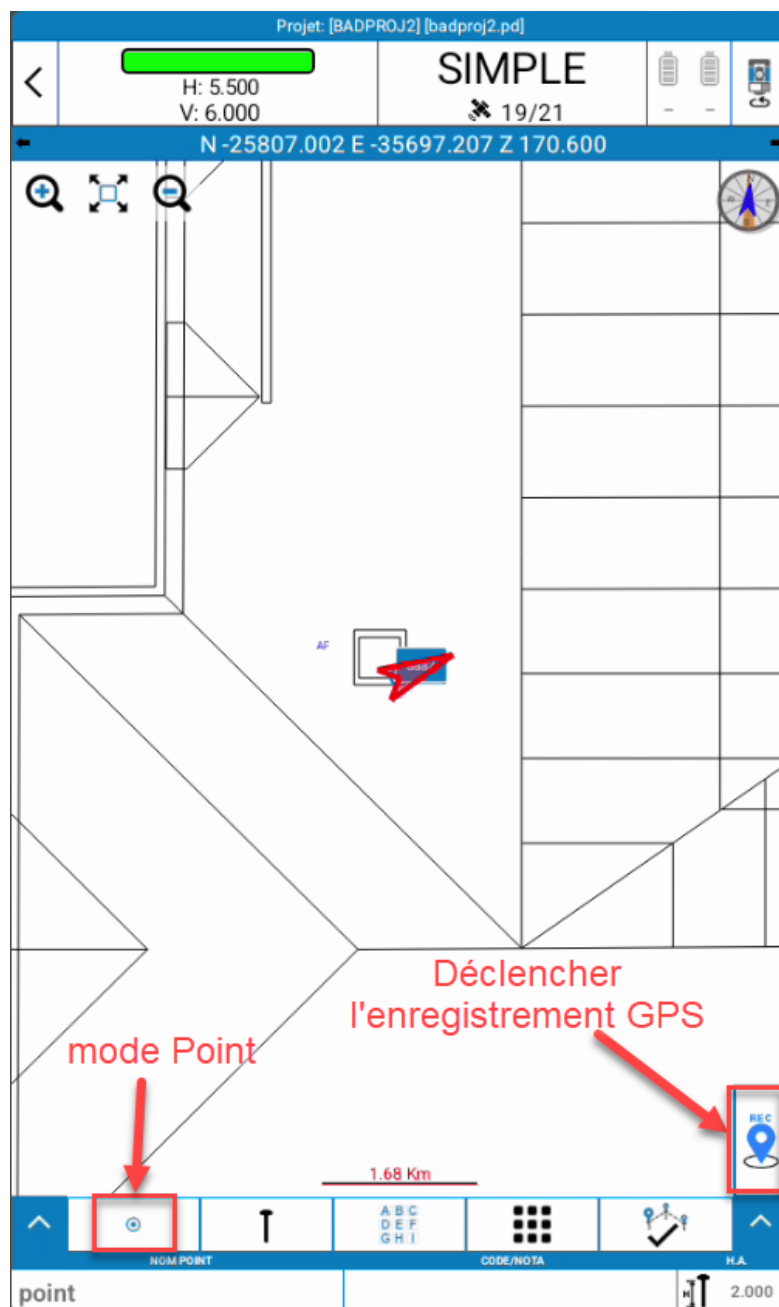 Projet: [BADPROJ2] [badproj2.pd]
H: 5.500
V: 6.000
SIMPLE
19/21
– –
N -25807.002 E -35697.207 Z 170.600
AF
Déclencher
l'enregistrement GPS
mode Point
REC
1.68 Km
A B C
D E F
G H I
NOM POINT
CODE/NOTA
H.A.
point
H
2.000